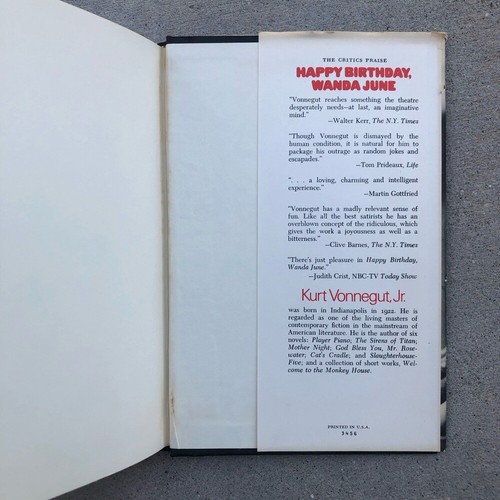 THE CRITICS PRAISE
HAPPY BIRTHDAY,
WANDA JUNE
"Vonnegut reaches something the theatre
desperately needs—at last, an imaginative
mind."
—Walter Kerr, The N.Y. Times
"Though Vonnegut is dismayed by the
human condition, it is natural for him to
package his outrage as random jokes and
escapades."
—Tom Prideaux, Life
". . . a loving, charming and intelligent
experience."
—Martin Gottfried
"Vonnegut has a madly relevant sense of
fun. Like all the best satirists he has an
overblown concept of the ridiculous, which
gives the work a joyousness as well as a
bitterness."
—Clive Barnes, The N.Y. Times
"There's just pleasure in Happy Birthday,
Wanda June."
—Judith Crist, NBC-TV Today Show
Kurt Vonnegut, Jr.
was born in Indianapolis in 1922. He is
regarded as one of the living masters of
contemporary fiction in the mainstream of
American literature. He is the author of six
novels: Player Piano; The Sirens of Titan;
Mother Night; God Bless You, Mr. Rose-
water; Cat's Cradle; and Slaughterhouse-
Five; and a collection of short works, Wel-
come to the Monkey House.
PRINTED IN U.S.A.
3456